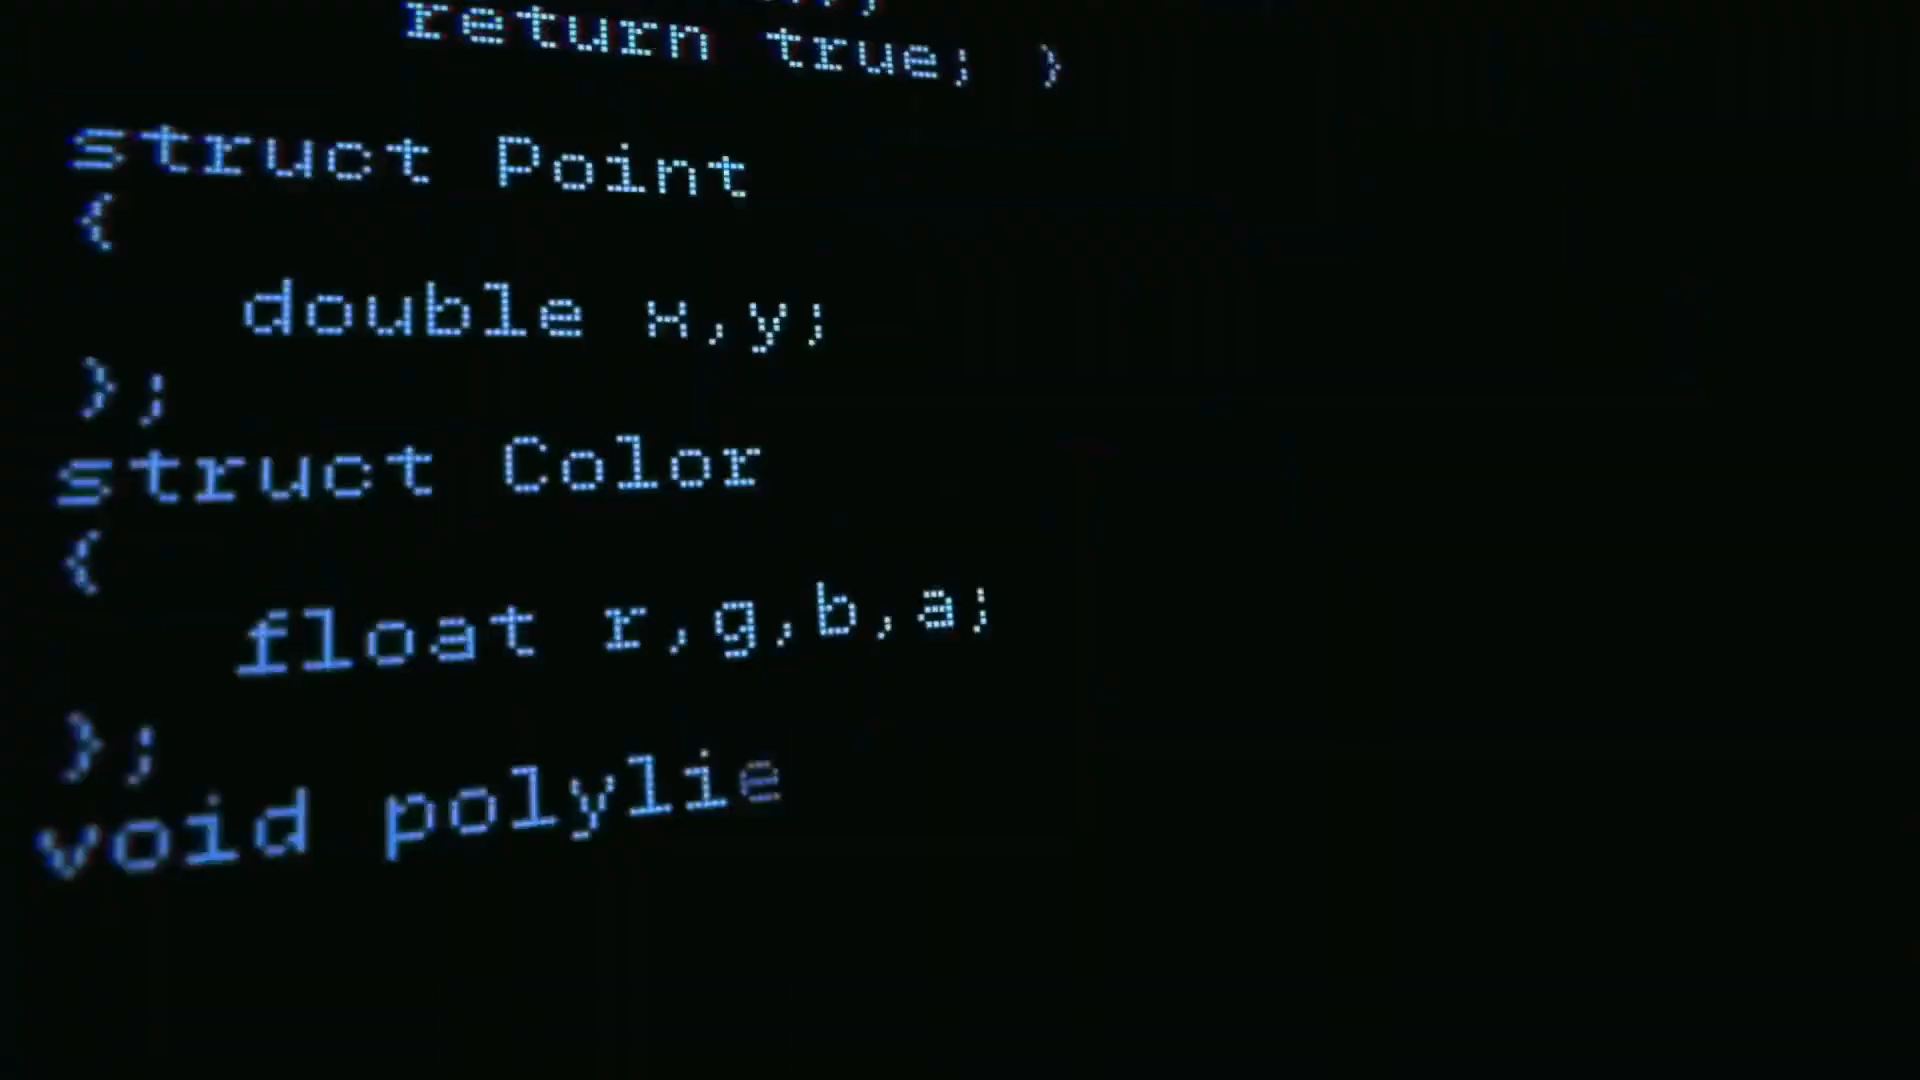 return true; }
struct Point
{
double x,y;
};
struct Color
{
float r,g,b,a;
};
void polylie